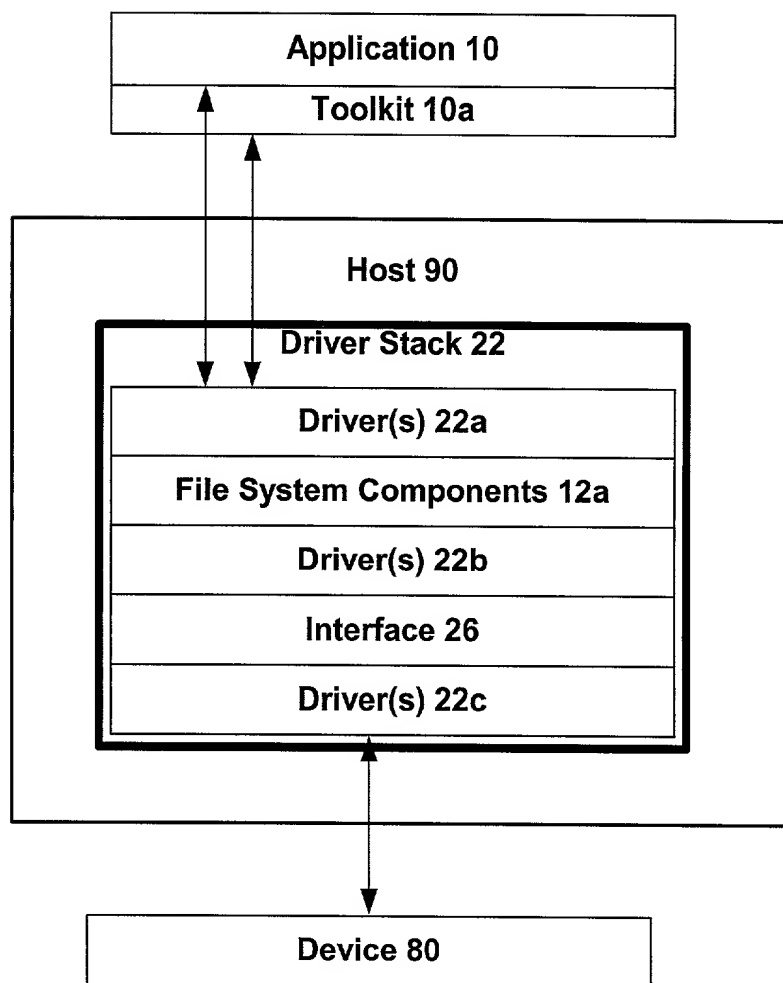 Application 10
Toolkit 10a
Host 90
Driver Stack 22
Driver(s) 22a
File System Components 12a
Driver(s) 22b
Interface 26
Driver(s) 22c
Device 80